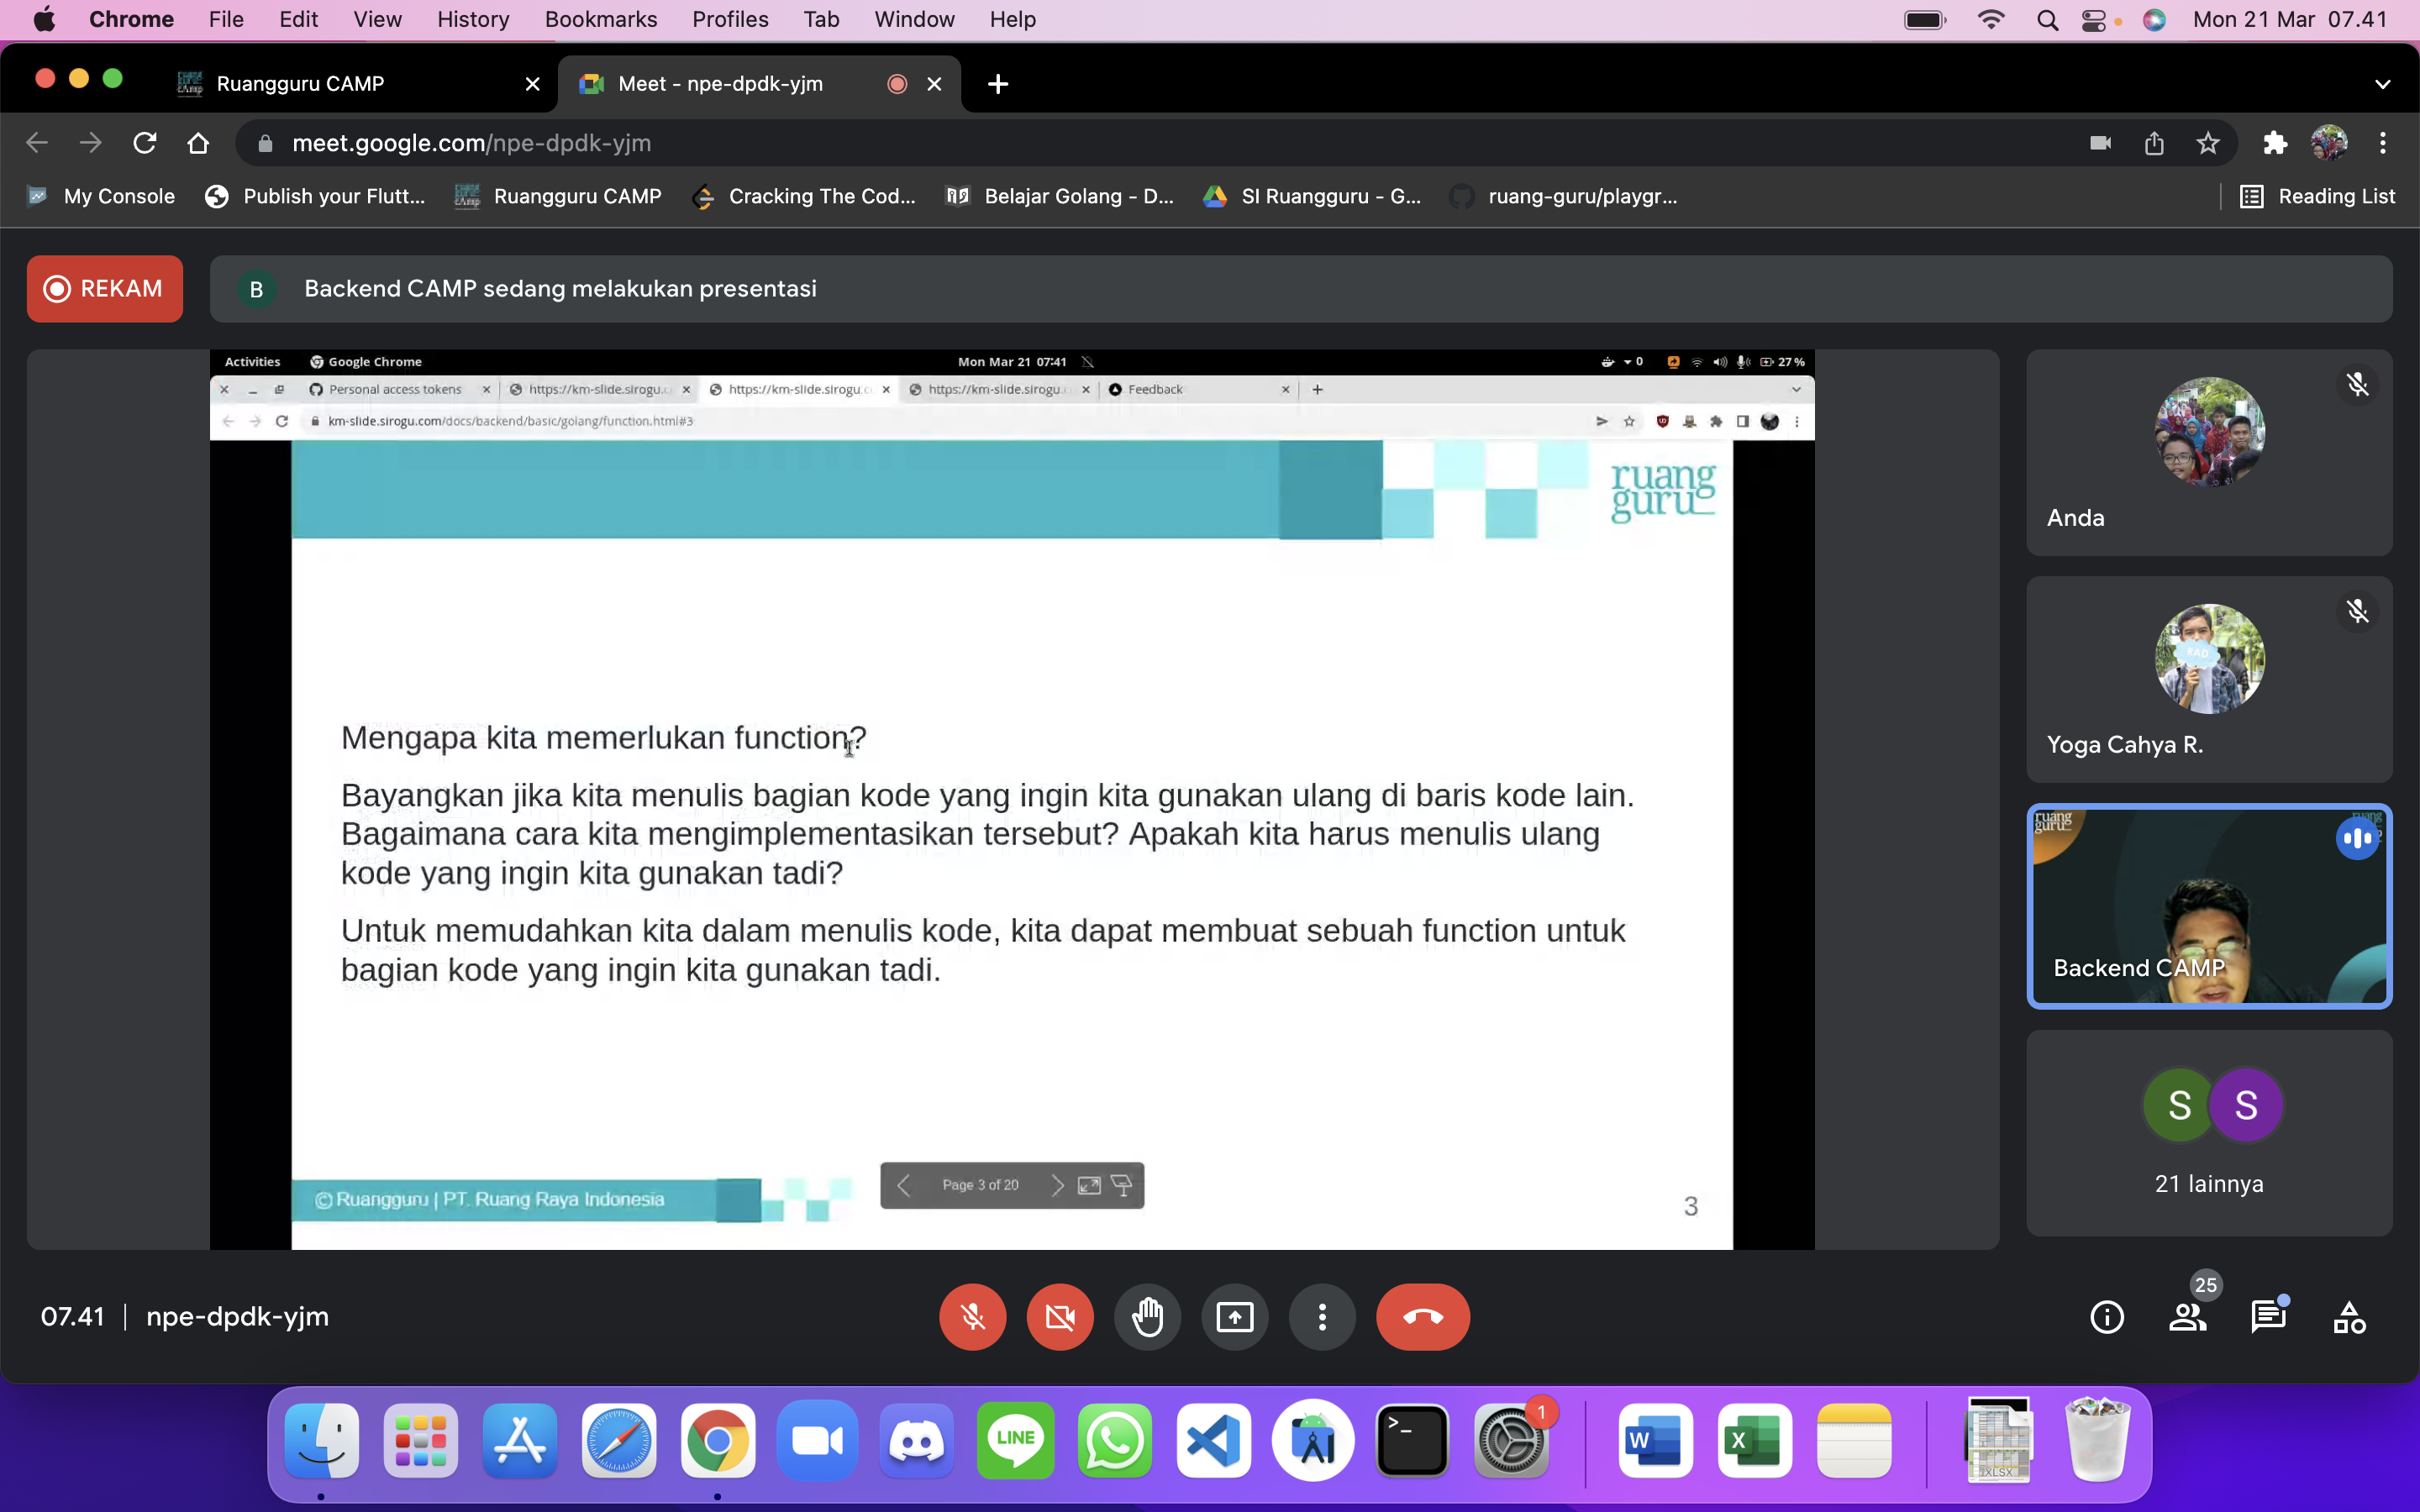 Chrome File Edit View History Bookmarks Profiles Tab Window Help Mon 21 Mar 07.41
Ruangguru CAMP Meet - npe-dpdk-yjm
meet.google.com/npe-dpdk-yjm
My Console Publish your Flutt... Ruangguru CAMP Cracking The Cod... Belajar Golang - D... SI Ruangguru - G... ruang-guru/playgr... Reading List
REKAM B Backend CAMP sedang melakukan presentasi
Activities Google Chrome Mon Mar 21 07:41 0 27 %
Personal access tokens https://km-slide.sirogu.c https://km-slide.sirogu.c https://km-slide.sirogu.c Feedback
km-slide.sirogu.com/docs/backend/basic/golang/function.html#3
ruang
guru
Mengapa kita memerlukan function?
Bayangkan jika kita menulis bagian kode yang ingin kita gunakan ulang di baris kode lain.
Bagaimana cara kita mengimplementasikan tersebut? Apakah kita harus menulis ulang
kode yang ingin kita gunakan tadi?
Untuk memudahkan kita dalam menulis kode, kita dapat membuat sebuah function untuk
bagian kode yang ingin kita gunakan tadi.
© Ruangguru | PT. Ruang Raya Indonesia
Page 3 of 20
3
Anda
RAD
Yoga Cahya R.
ruang
guru
Backend CAMP
S S
21 lainnya
07.41 npe-dpdk-yjm
25
LINE
>_
1
W
X
.XLSX